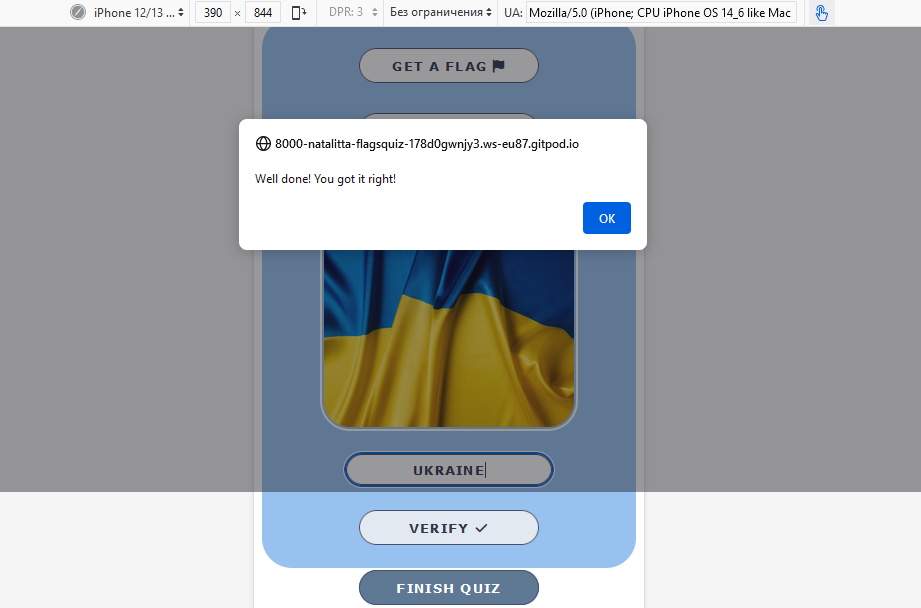 iPhone 12/13 ... 390 × 844 DPR: 3 Без ограничения UA: Mozilla/5.0 (iPhone; CPU iPhone OS 14_6 like Mac
GET A FLAG
8000-natalitta-flagsquiz-178d0gwnjy3.ws-eu87.gitpod.io
Well done! You got it right!
OK
UKRAINE
VERIFY
FINISH QUIZ